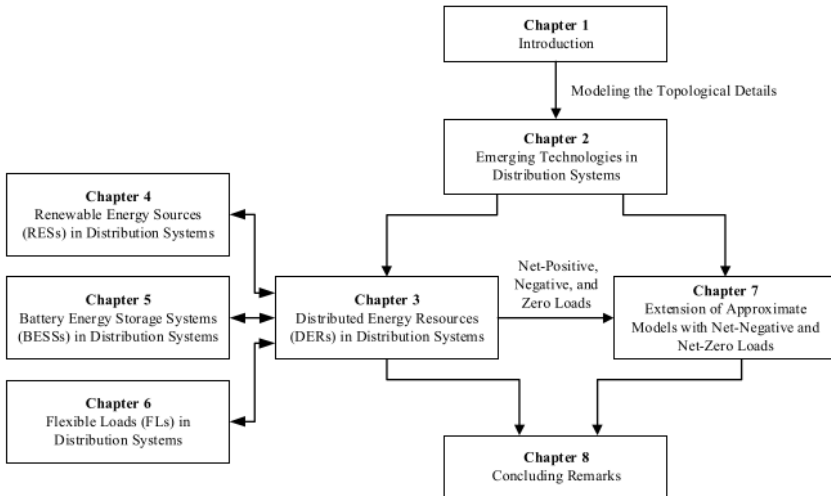 Chapter 1
Introduction
Modeling the Topological Details
Chapter 2
Emerging Technologies in
Distribution Systems
Chapter 4
Renewable Energy Sources
(RESs) in Distribution Systems
Chapter 5
Battery Energy Storage Systems
(BESSs) in Distribution Systems
Chapter 6
Flexible Loads (FLs) in
Distribution Systems
Chapter 3
Distributed Energy Resources
(DERs) in Distribution Systems
Net-Positive,
Negative, and
Zero Loads
Chapter 7
Extension of Approximate
Models with Net-Negative and
Net-Zero Loads
Chapter 8
Concluding Remarks